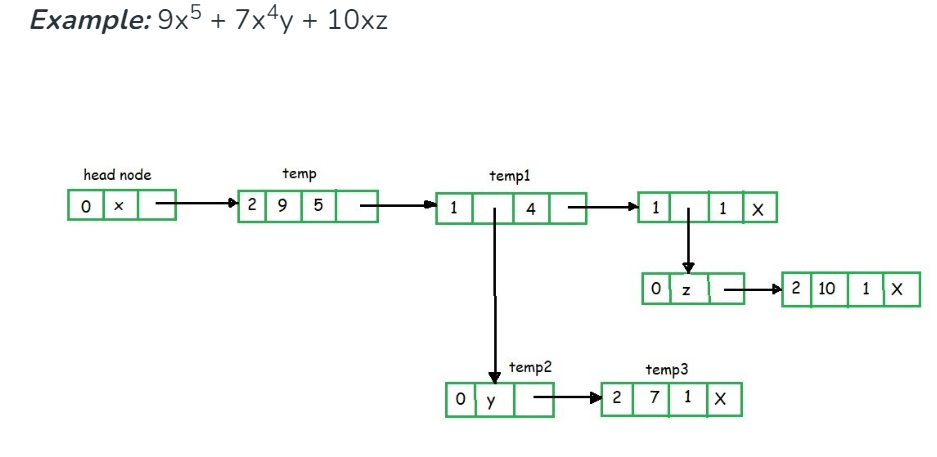 Example: 9x⁵ + 7x⁴y + 10xz
head node temp temp1
0 x 2 9 5 1 4 1 1 X
0 z 2 10 1 X
temp2 temp3
0 y 2 7 1 X